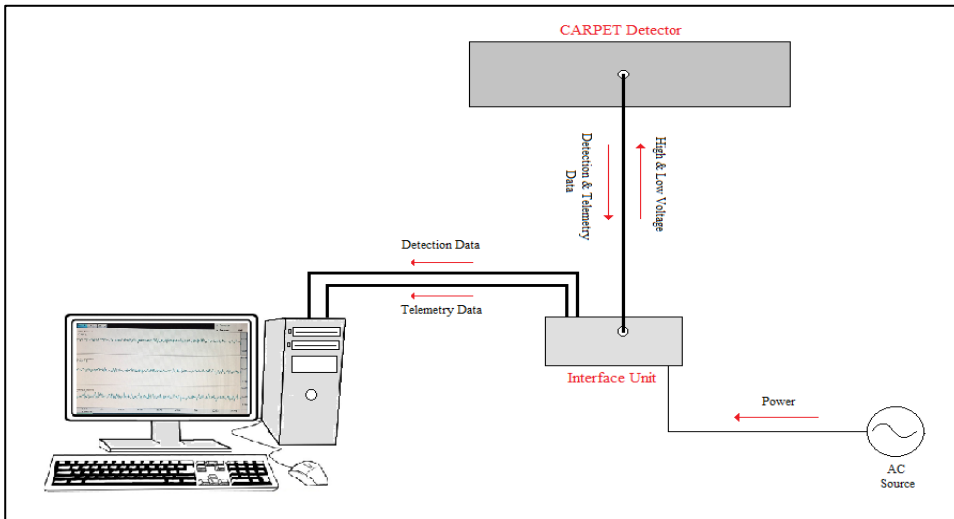 CARPET Detector
Detection & Telemetry
Data
High & Low Voltage
Detection Data
Telemetry Data
Interface Unit
Power
AC
Source